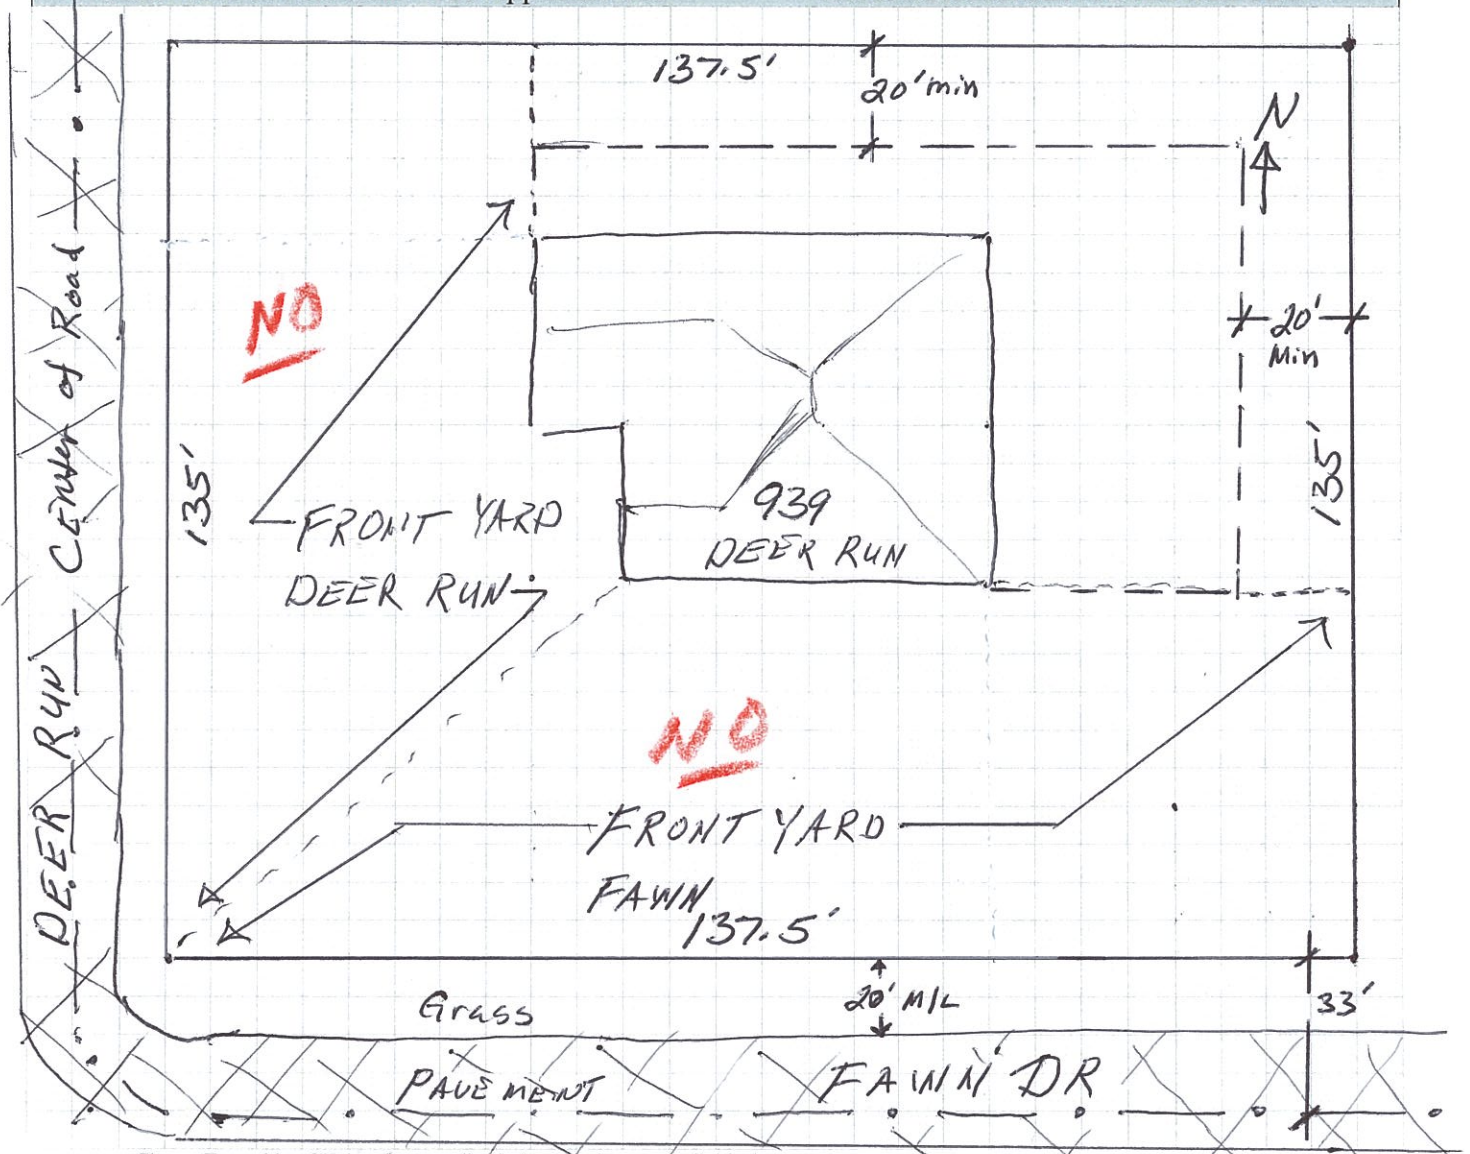 137.5'
20' min
N
NO
20'
Min
Center of Road
135'
135'
FRONT YARD
DEER RUN
939
DEER RUN
NO
DEER RUN
FRONT YARD
FAWN
137.5'
Grass
20' M/L
33'
PAVEMENT
FAWN DR